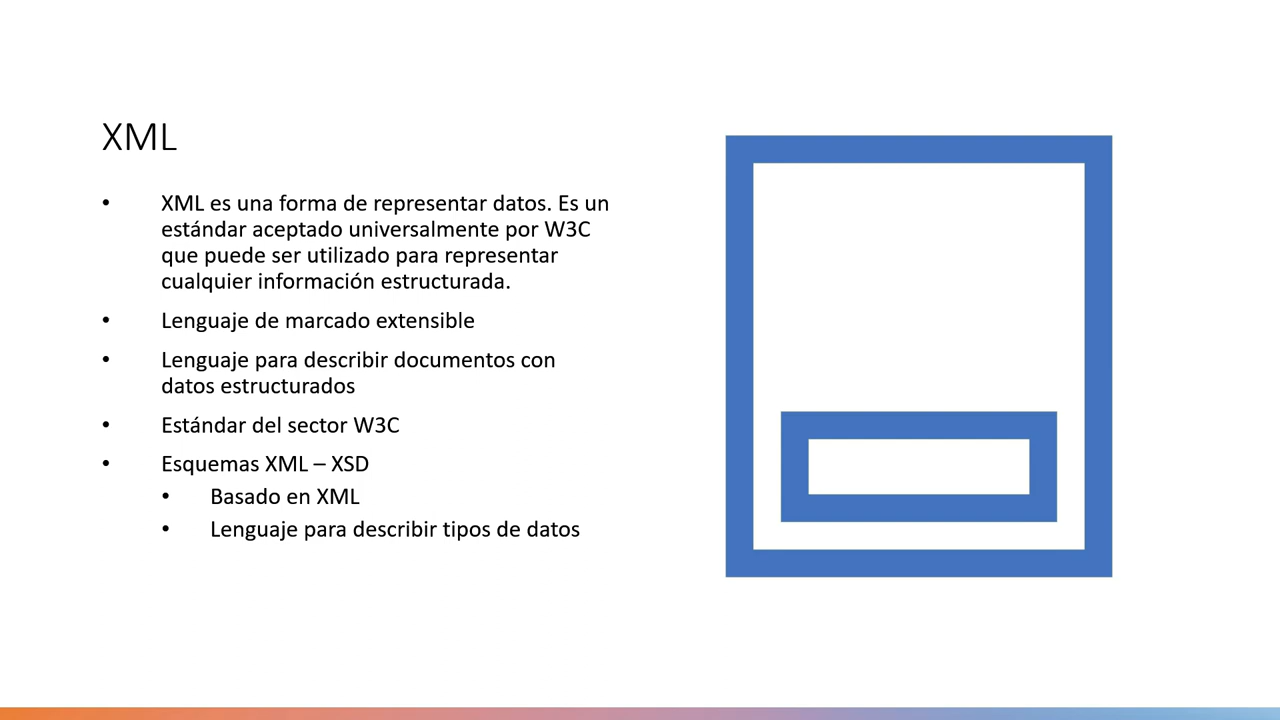 XML
• XML es una forma de representar datos. Es un
estándar aceptado universalmente por W3C
que puede ser utilizado para representar
cualquier información estructurada.
• Lenguaje de marcado extensible
• Lenguaje para describir documentos con
datos estructurados
• Estándar del sector W3C
• Esquemas XML – XSD
• Basado en XML
• Lenguaje para describir tipos de datos